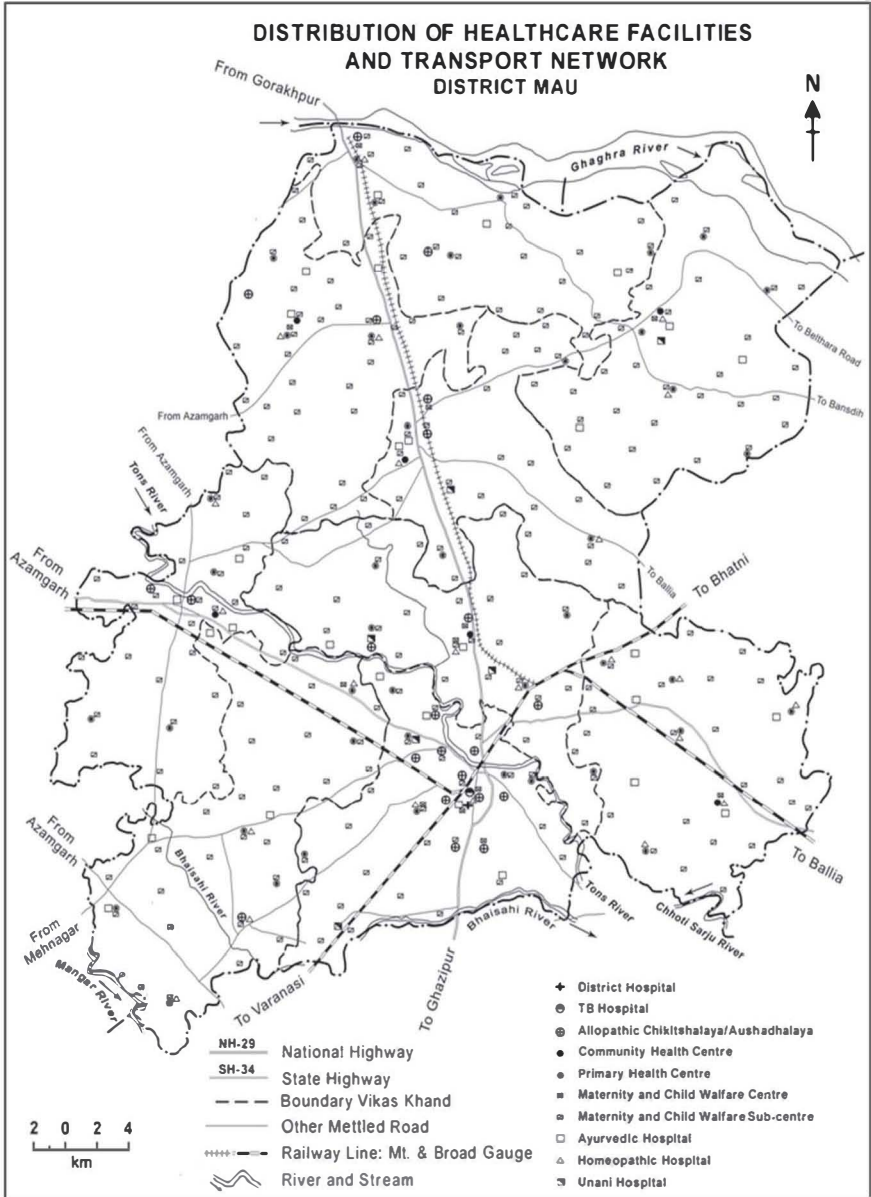 DISTRIBUTION OF HEALTHCARE FACILITIES
AND TRANSPORT NETWORK
DISTRICT MAU
N
From Gorakhpur
Ghaghra River
To Belthara Road
To Bansdih
From Azamgarh
From Azamgarh
Tons River
From
Azamgarh
To Ballia
To Bhatni
From
Azamgarh
Bhaisahi River
From
Mehnagar
Mangar River
To Varanasi
To Ghazipur
Bhaisahi River
Tons River
Chhoti Sarju River
To Ballia
NH-29
National Highway
SH-34
State Highway
Boundary Vikas Khand
Other Mettled Road
Railway Line: Mt. & Broad Gauge
River and Stream
2 0 2 4
km
District Hospital
TB Hospital
Allopathic Chikltshalaya/Aushadhalaya
Community Health Centre
Primary Health Centre
Maternity and Child Welfare Centre
Maternity and Child Welfare Sub-centre
Ayurvedic Hospital
Homeopathic Hospital
Unani Hospital